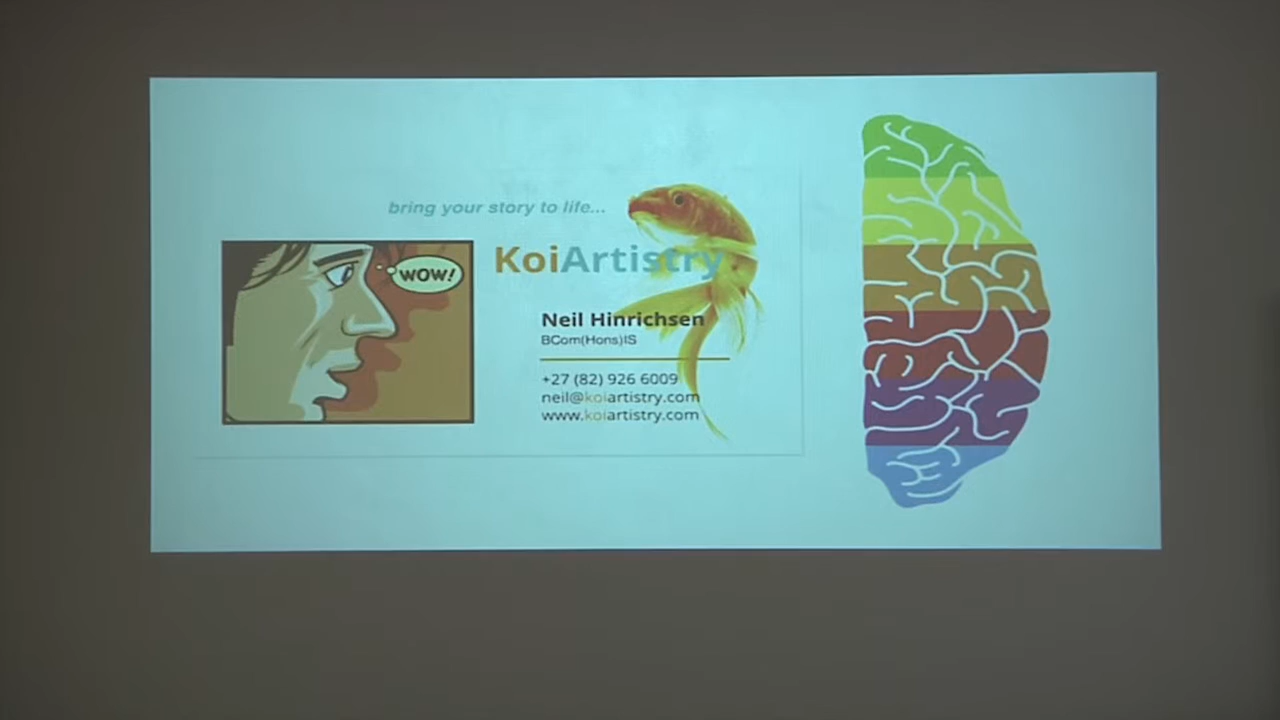 bring your story to life...
WOW!
KoiArtistry
Neil Hinrichsen
BCom(Hons)IS
+27 (82) 926 6009
neil@koiartistry.com
www.koiartistry.com